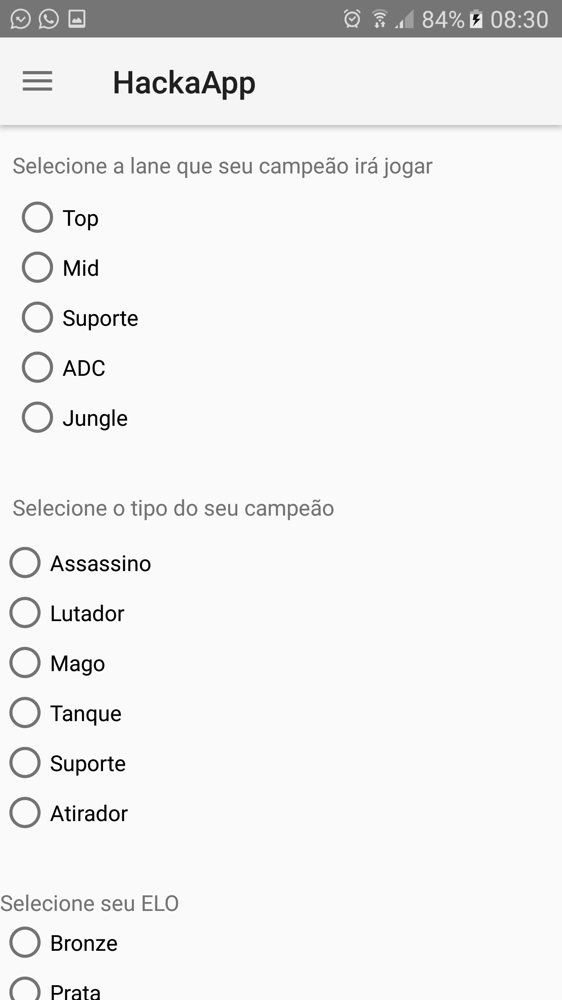 84% 08:30
HackaApp
Selecione a lane que seu campeão irá jogar
Top
Mid
Suporte
ADC
Jungle
Selecione o tipo do seu campeão
Assassino
Lutador
Mago
Tanque
Suporte
Atirador
Selecione seu ELO
Bronze
Prata